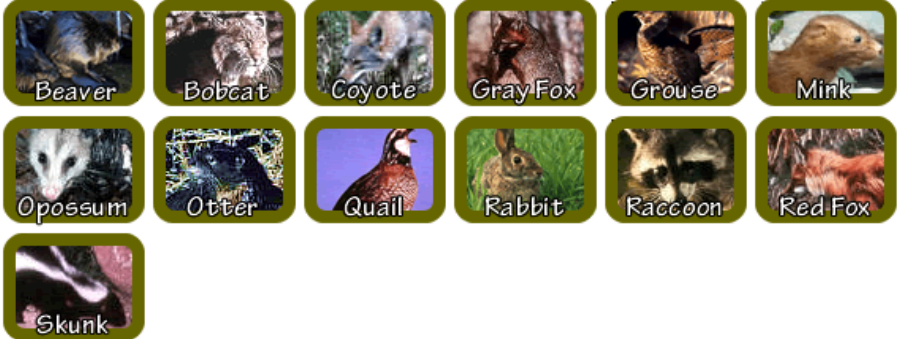 Beaver
Bobcat
Coyote
Gray Fox
Grouse
Mink
Opossum
Otter
Quail
Rabbit
Raccoon
Red Fox
Skunk